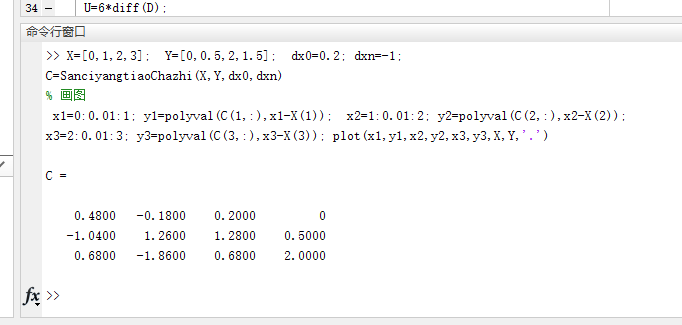 34 —    U=6*diff(D);
命令行窗口
>> X=[0,1,2,3];  Y=[0,0.5,2,1.5];  dx0=0.2; dxn=-1;
C=SanciyangtiaoChazhi(X,Y,dx0,dxn)
% 画图
x1=0:0.01:1; y1=polyval(C(1,:),x1-X(1));  x2=1:0.01:2; y2=polyval(C(2,:),x2-X(2));
x3=2:0.01:3; y3=polyval(C(3,:),x3-X(3)); plot(x1,y1,x2,y2,x3,y3,X,Y,'.')
C =
0.4800   -0.1800    0.2000         0
-1.0400    1.2600    1.2800    0.5000
0.6800   -1.8600    0.6800    2.0000
fx >>